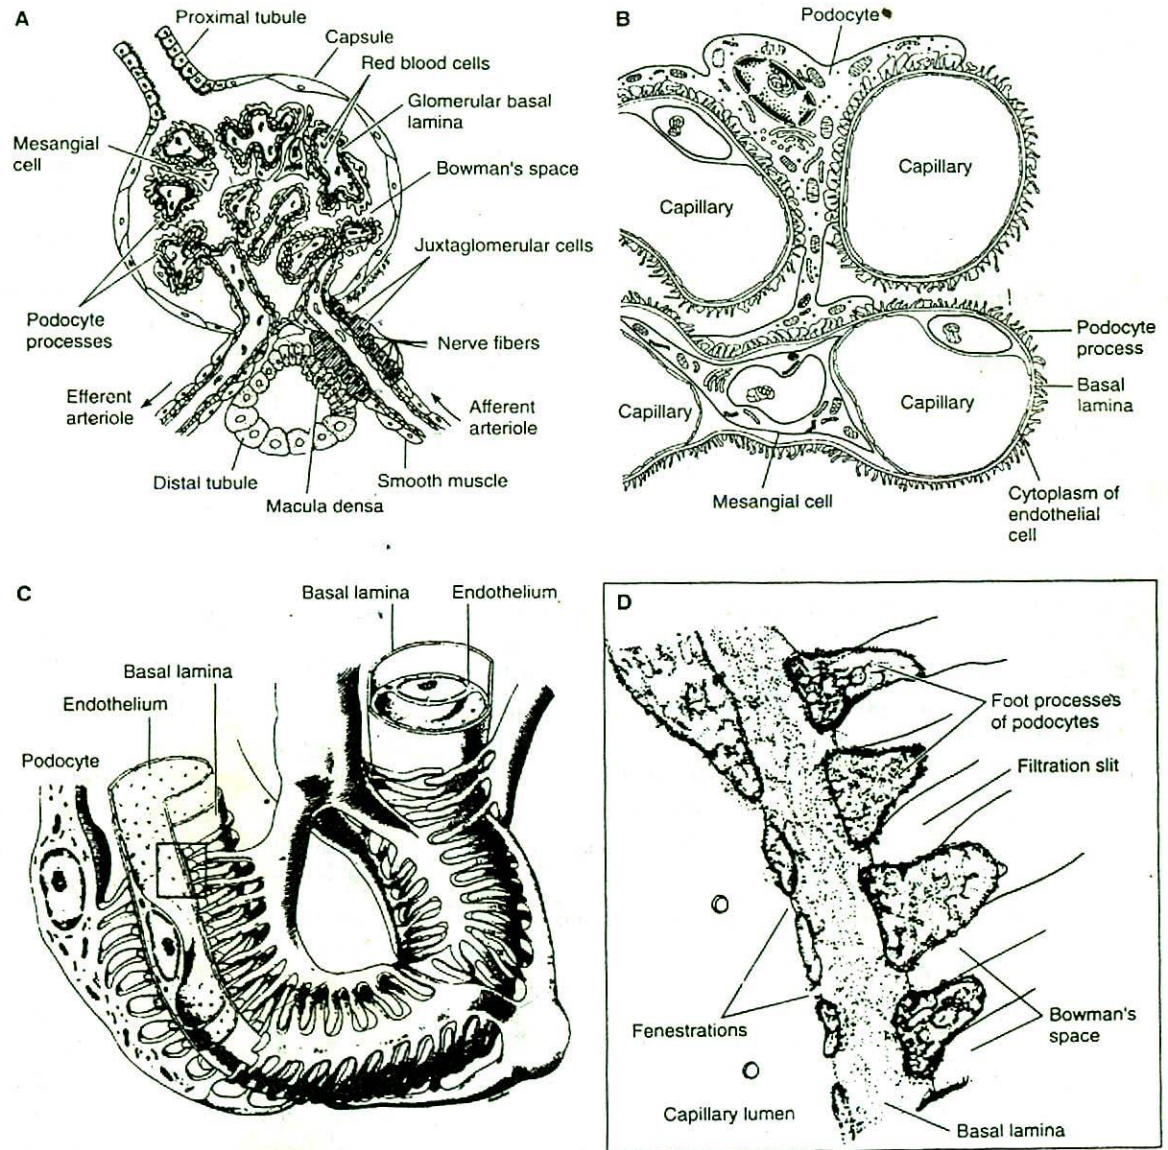 A
Proximal tubule
Capsule
Red blood cells
Glomerular basal
lamina
Mesangial
cell
Bowman's space
Juxtaglomerular cells
Podocyte
processes
Nerve fibers
Efferent
arteriole
Afferent
arteriole
Distal tubule
Smooth muscle
Macula densa
B
Podocyte
Capillary
Capillary
Podocyte
process
Basal
lamina
Capillary
Capillary
Mesangial cell
Cytoplasm of
endothelial
cell
C
Basal lamina
Endothelium
Basal lamina
Endothelium
Podocyte
D
Foot processes
of podocytes
Filtration slit
Fenestrations
Bowman's
space
Capillary lumen
Basal lamina